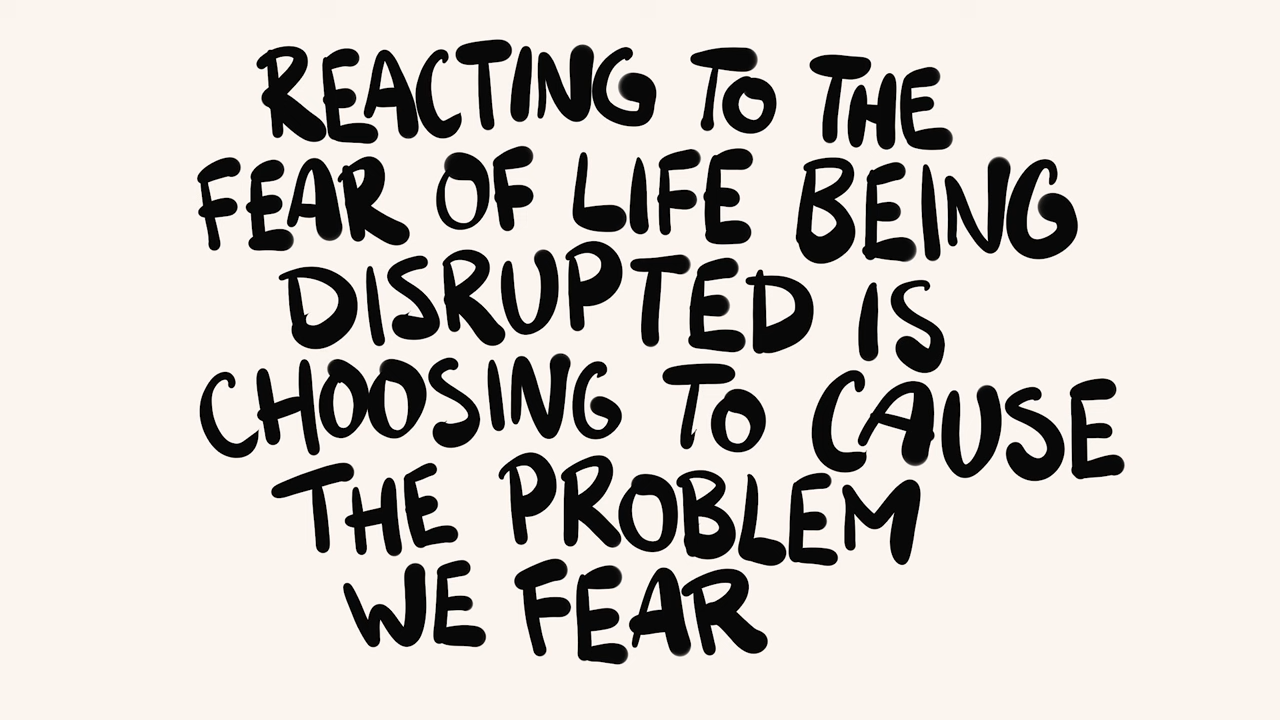 REACTING TO THE
FEAR OF LIFE BEING
DISRUPTED IS
CHOOSING TO CAUSE
THE PROBLEM
WE FEAR